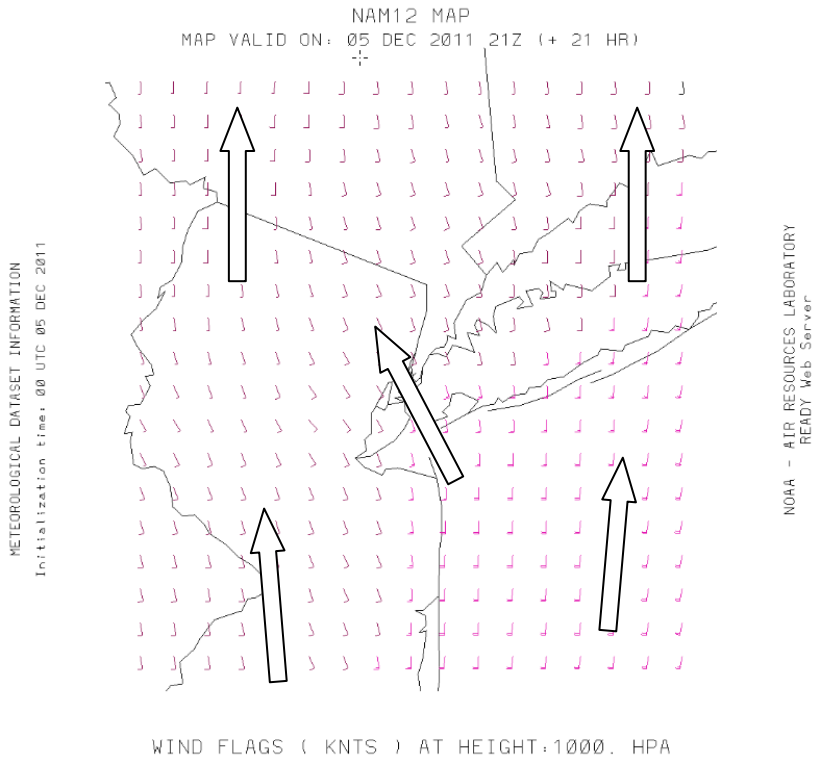 NAM12 MAP
MAP VALID ON: 05 DEC 2011 21Z (+ 21 HR)
METEOROLOGICAL DATASET INFORMATION
Initialization time: 00 UTC 05 DEC 2011
NOAA - AIR RESOURCES LABORATORY
READY Web Server
WIND FLAGS ( KNTS ) AT HEIGHT:1000. HPA